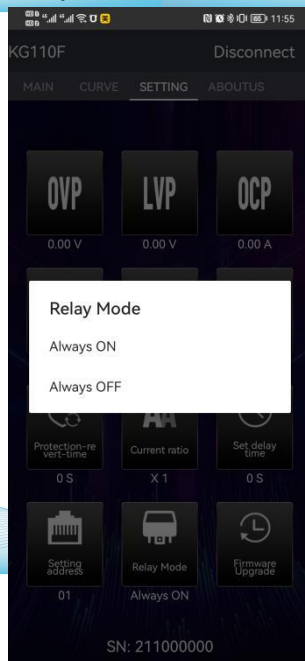 11:55
KG110F
Disconnect
MAIN CURVE SETTING ABOUTUS
OVP LVP OCP
0.00 V 0.00 V 0.00 A
Relay Mode
Always ON
Always OFF
Protection-re
vert-time
Current ratio
Set delay
time
0 S X 1 0 S
Setting
address
Relay Mode
Firmware
Upgrade
01 Always ON
SN: 211000000